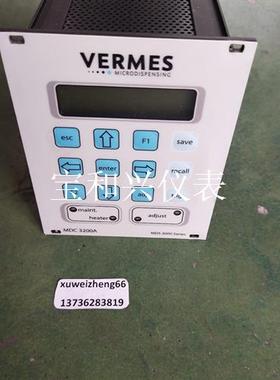 VERMES
MICRODISPENSING
esc
F1
save
enter
recall
宝和兴仪表
maint.
heater
adjust
MDC 3200A
MDS 3000 Series
xuweizheng66
13736283819